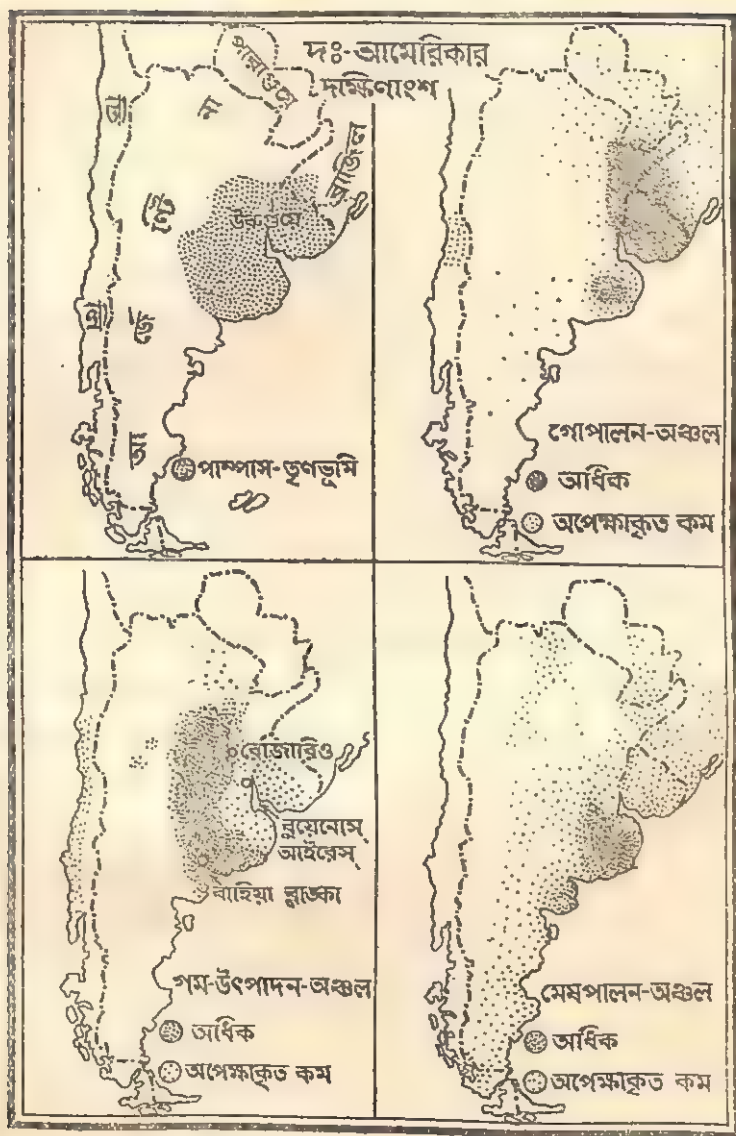 দঃ-আমেরিকার
দক্ষিণাংশ
পারাগুয়ে
ব্রাজিল
উরুগুয়ে
আ
র্জে
ন্টি
না
পাম্পাস-তৃণভূমি
গোপালন-অঞ্চল
অধিক
অপেক্ষাকৃত কম
রোজারিও
বুয়েনোস্
আইরেস্
বাহিয়া ব্লাঙ্কা
গম-উৎপাদন-অঞ্চল
অধিক
অপেক্ষাকৃত কম
মেষপালন-অঞ্চল
অধিক
অপেক্ষাকৃত কম